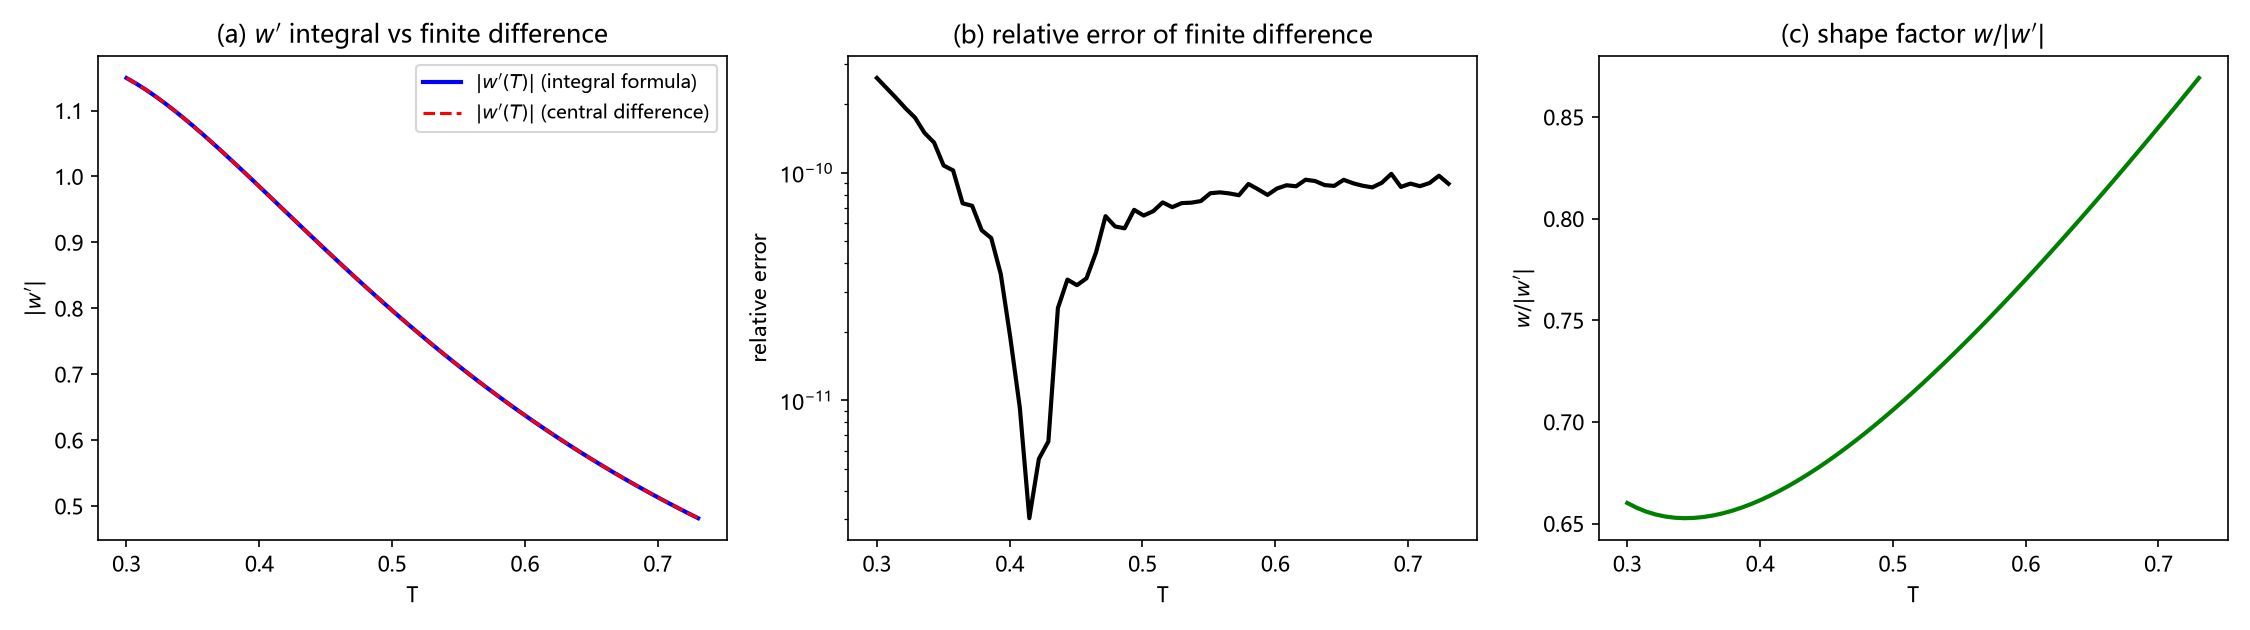 (a) w′ integral vs finite difference
|w′(T)| (integral formula)
|w′(T)| (central difference)
|w′|
1.1
1.0
0.9
0.8
0.7
0.6
0.5
0.3 0.4 0.5 0.6 0.7
T
(b) relative error of finite difference
relative error
10⁻¹⁰
10⁻¹¹
0.3 0.4 0.5 0.6 0.7
T
(c) shape factor w/|w′|
w/|w′|
0.85
0.80
0.75
0.70
0.65
0.3 0.4 0.5 0.6 0.7
T